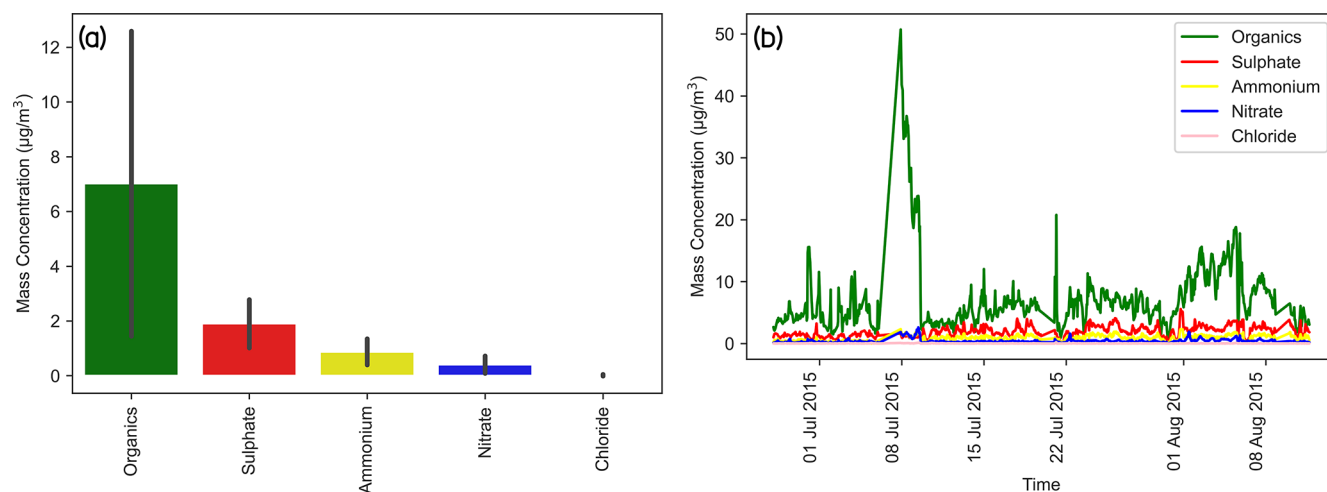 (a)
Mass Concentration (µg/m³)
12
10
8
6
4
2
0
Organics
Sulphate
Ammonium
Nitrate
Chloride
(b)
Mass Concentration (µg/m³)
50
40
30
20
10
0
Organics
Sulphate
Ammonium
Nitrate
Chloride
01 Jul 2015
08 Jul 2015
15 Jul 2015
22 Jul 2015
01 Aug 2015
08 Aug 2015
Time